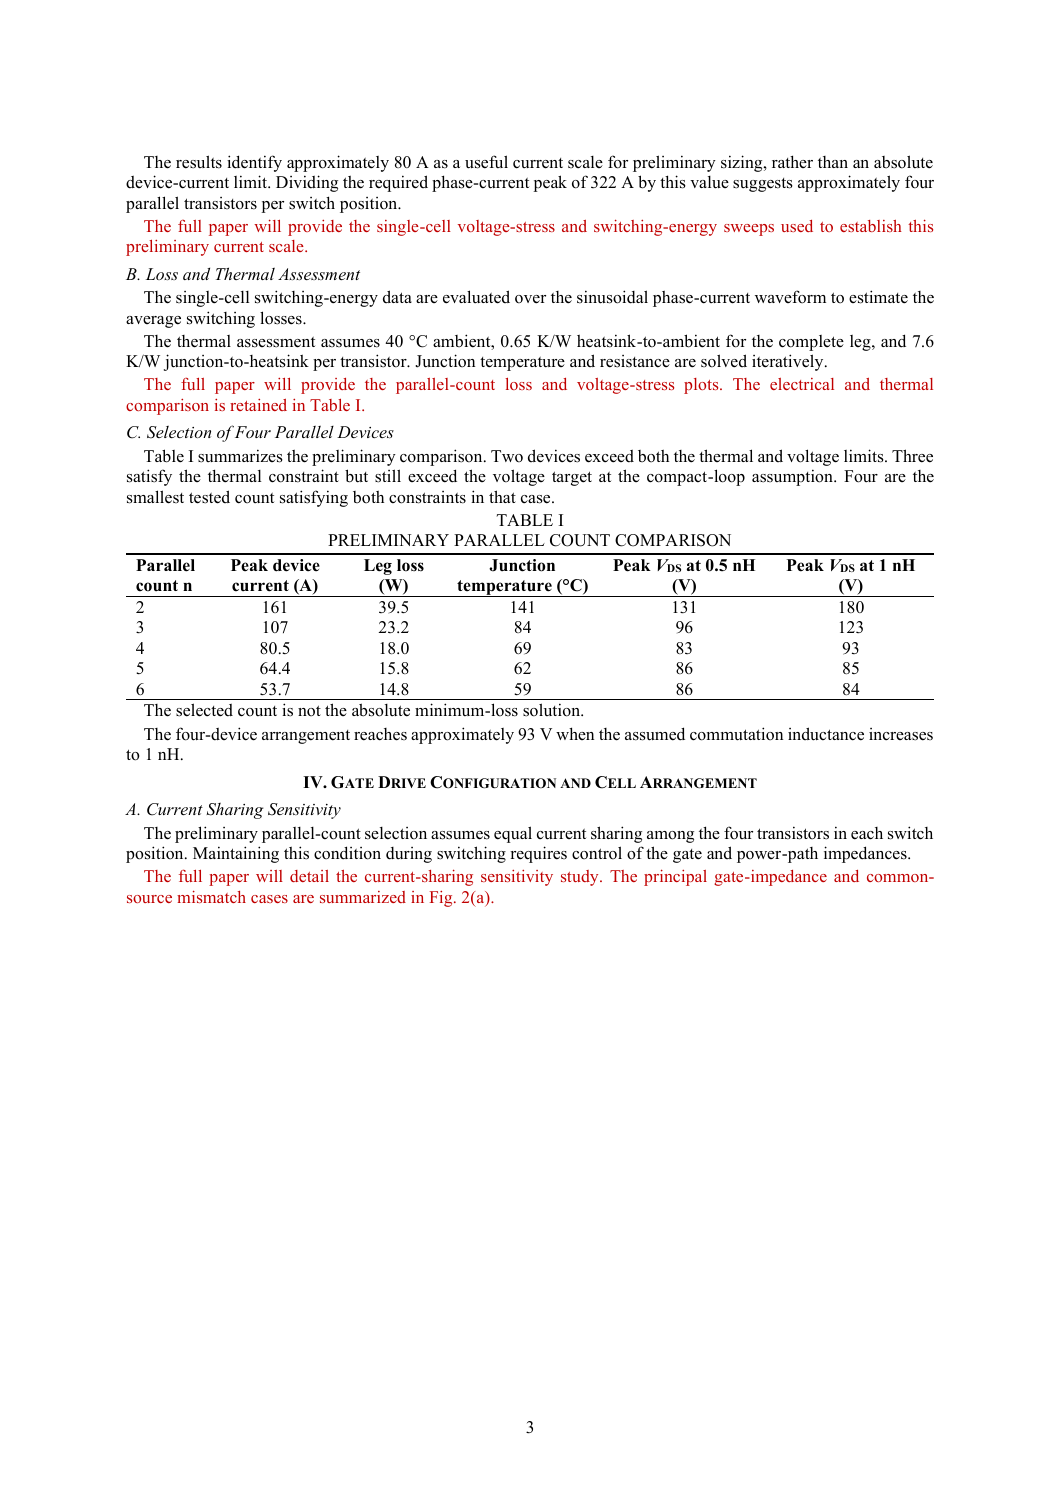 The results identify approximately 80 A as a useful current scale for preliminary sizing, rather than an absolute
device-current limit. Dividing the required phase-current peak of 322 A by this value suggests approximately four
parallel transistors per switch position.
The full paper will provide the single-cell voltage-stress and switching-energy sweeps used to establish this
preliminary current scale.
B. Loss and Thermal Assessment
The single-cell switching-energy data are evaluated over the sinusoidal phase-current waveform to estimate the
average switching losses.
The thermal assessment assumes 40 °C ambient, 0.65 K/W heatsink-to-ambient for the complete leg, and 7.6
K/W junction-to-heatsink per transistor. Junction temperature and resistance are solved iteratively.
The full paper will provide the parallel-count loss and voltage-stress plots. The electrical and thermal
comparison is retained in Table I.
C. Selection of Four Parallel Devices
Table I summarizes the preliminary comparison. Two devices exceed both the thermal and voltage limits. Three
satisfy the thermal constraint but still exceed the voltage target at the compact-loop assumption. Four are the
smallest tested count satisfying both constraints in that case.
TABLE I
PRELIMINARY PARALLEL COUNT COMPARISON
Parallel Peak device Leg loss Junction Peak VDS at 0.5 nH Peak VDS at 1 nH
count n current (A) (W) temperature (°C) (V) (V)
2 161 39.5 141 131 180
3 107 23.2 84 96 123
4 80.5 18.0 69 83 93
5 64.4 15.8 62 86 85
6 53.7 14.8 59 86 84
The selected count is not the absolute minimum-loss solution.
The four-device arrangement reaches approximately 93 V when the assumed commutation inductance increases
to 1 nH.
IV. GATE DRIVE CONFIGURATION AND CELL ARRANGEMENT
A. Current Sharing Sensitivity
The preliminary parallel-count selection assumes equal current sharing among the four transistors in each switch
position. Maintaining this condition during switching requires control of the gate and power-path impedances.
The full paper will detail the current-sharing sensitivity study. The principal gate-impedance and common-
source mismatch cases are summarized in Fig. 2(a).
3